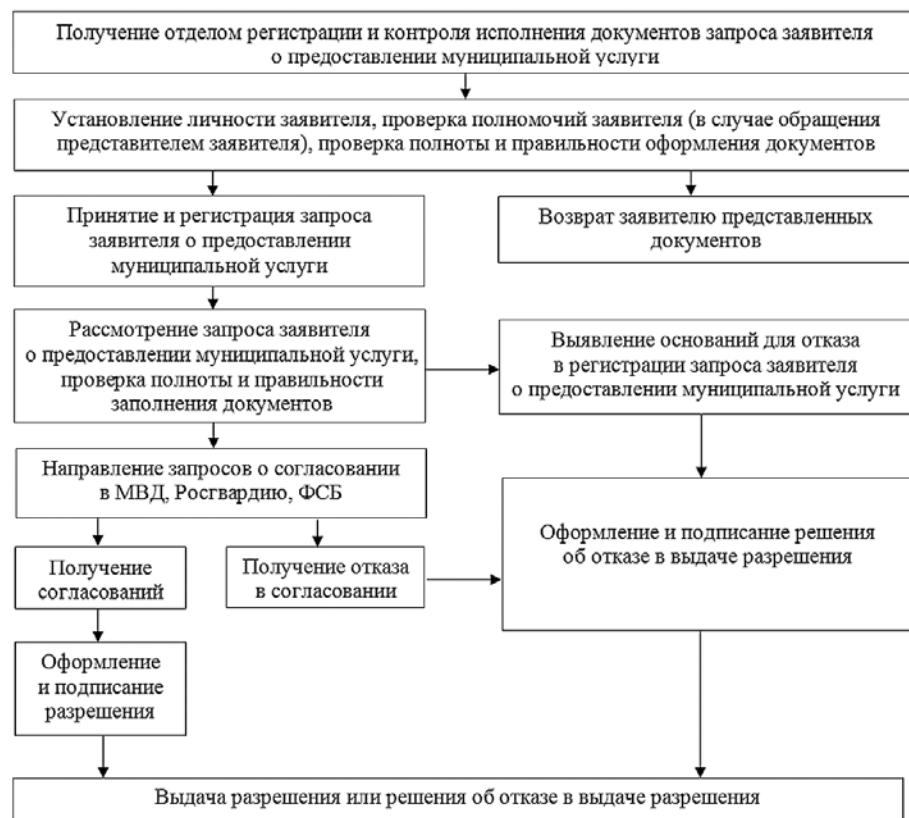 Получение отделом регистрации и контроля исполнения документов запроса заявителя
о предоставлении муниципальной услуги
Установление личности заявителя, проверка полномочий заявителя (в случае обращения
представителем заявителя), проверка полноты и правильности оформления документов
Принятие и регистрация запроса
заявителя о предоставлении
муниципальной услуги
Возврат заявителю представленных
документов
Рассмотрение запроса заявителя
о предоставлении муниципальной услуги,
проверка полноты и правильности
заполнения документов
Выявление оснований для отказа
в регистрации запроса заявителя
о предоставлении муниципальной услуги
Направление запросов о согласовании
в МВД, Росгвардию, ФСБ
Оформление и подписание решения
об отказе в выдаче разрешения
Получение
согласований
Получение отказа
в согласовании
Оформление
и подписание
разрешения
Выдача разрешения или решения об отказе в выдаче разрешения